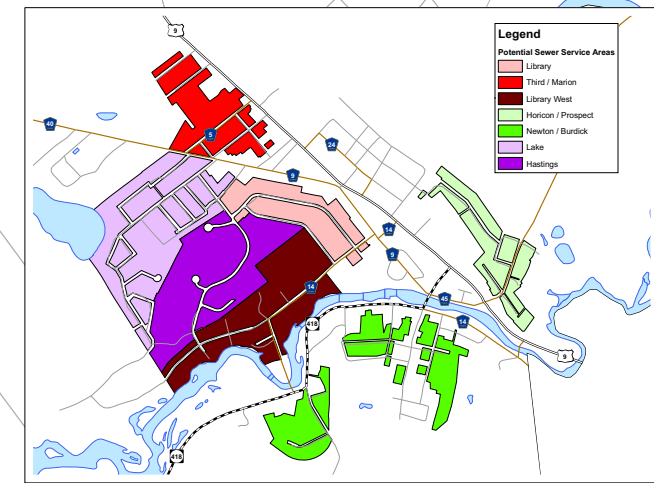 9
Legend
Potential Sewer Service Areas
Library
Third / Marion
Library West
Horicon / Prospect
Newton / Burdick
Lake
Hastings
40
5
24
9
14
9
14
45
418
14
9
418